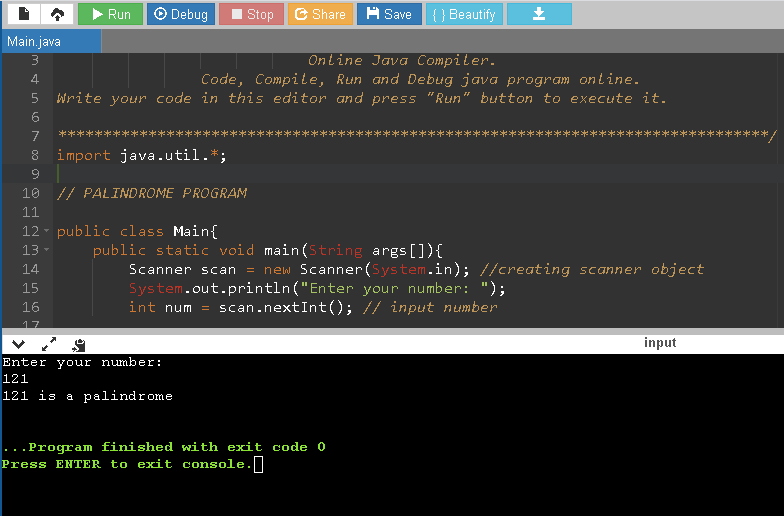 Run Debug Stop Share Save { } Beautify
Main.java
3 Online Java Compiler.
4 Code, Compile, Run and Debug java program online.
5 Write your code in this editor and press "Run" button to execute it.
6
7 *******************************************************************************/
8 import java.util.*;
9
10 // PALINDROME PROGRAM
11
12 public class Main{
13 public static void main(String args[]){
14 Scanner scan = new Scanner(System.in); //creating scanner object
15 System.out.println("Enter your number: ");
16 int num = scan.nextInt(); // input number
17
input
Enter your number:
121
121 is a palindrome
...Program finished with exit code 0
Press ENTER to exit console.